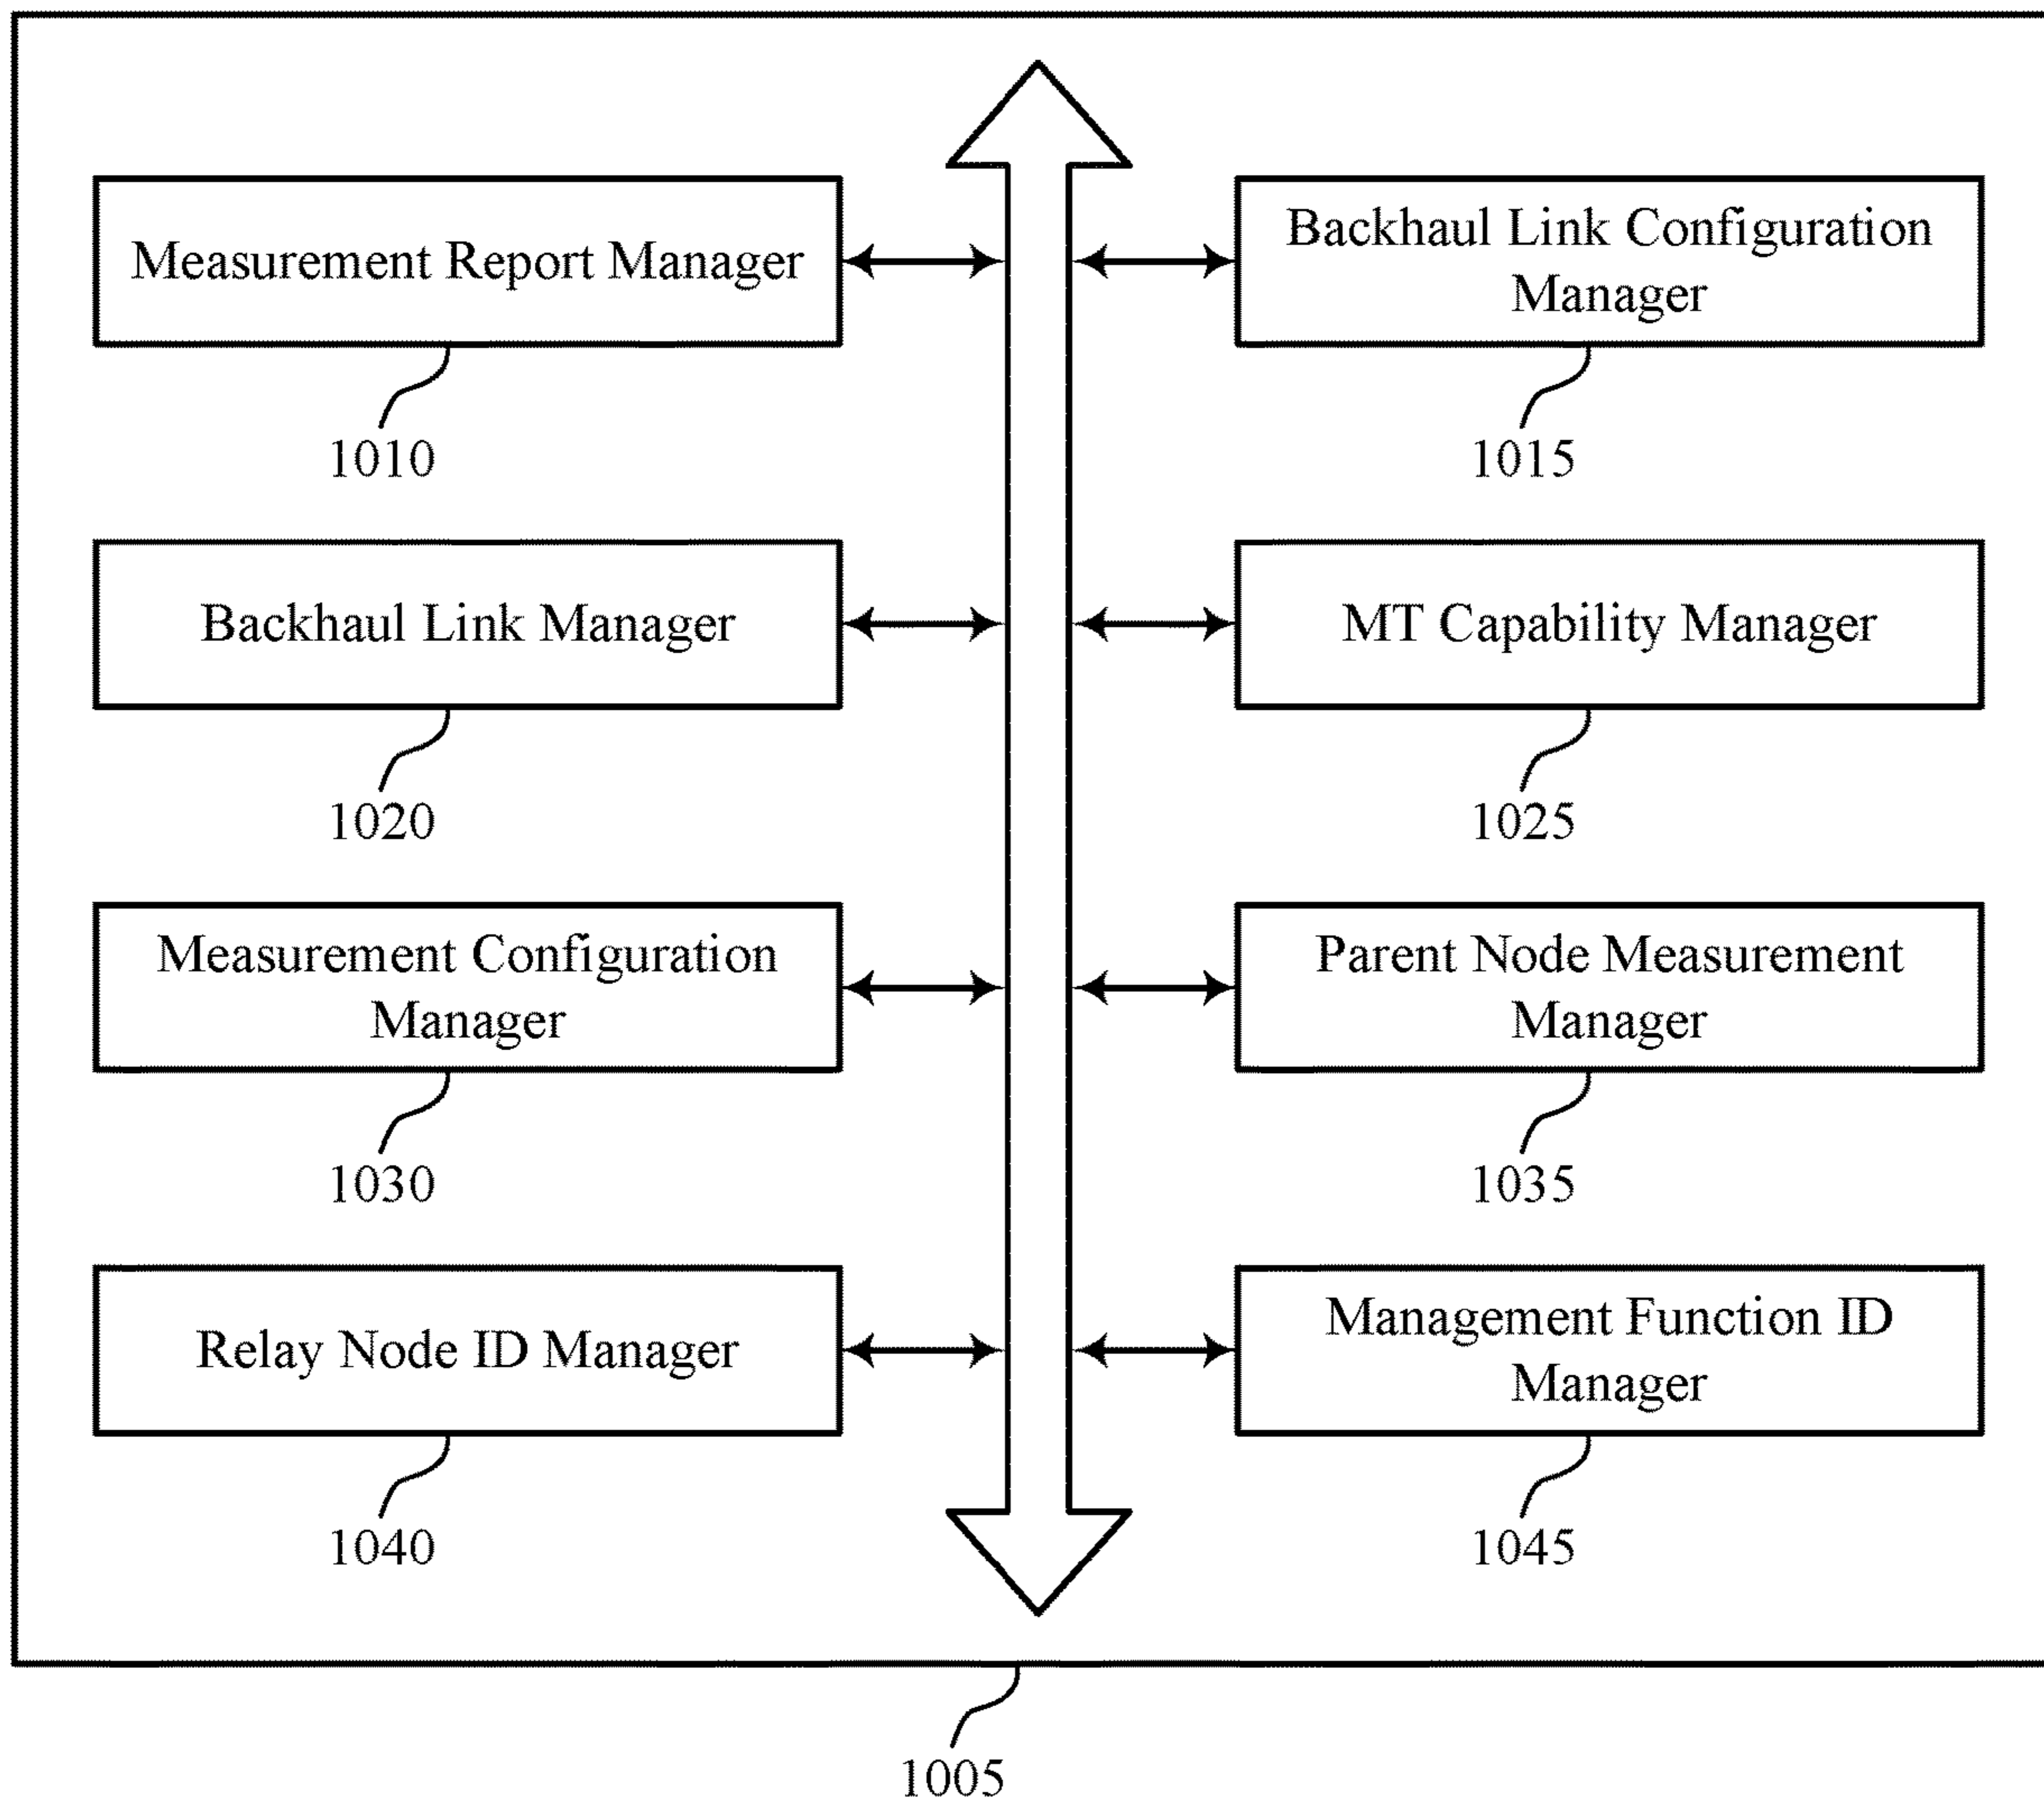 Measurement Report Manager
1010
Backhaul Link Configuration
Manager
1015
Backhaul Link Manager
1020
MT Capability Manager
1025
Measurement Configuration
Manager
1030
Parent Node Measurement
Manager
1035
Relay Node ID Manager
1040
Management Function ID
Manager
1045
1005